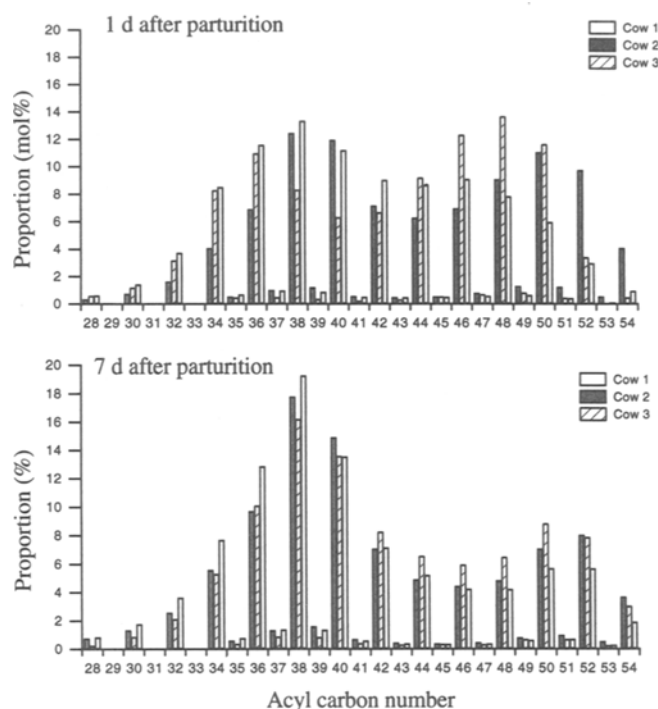 1 d after parturition
Cow 1
Cow 2
Cow 3
Proportion (mol%)
20
18
16
14
12
10
8
6
4
2
0
28 29 30 31 32 33 34 35 36 37 38 39 40 41 42 43 44 45 46 47 48 49 50 51 52 53 54
7 d after parturition
Cow 1
Cow 2
Cow 3
Proportion (%)
20
18
16
14
12
10
8
6
4
2
0
28 29 30 31 32 33 34 35 36 37 38 39 40 41 42 43 44 45 46 47 48 49 50 51 52 53 54
Acyl carbon number